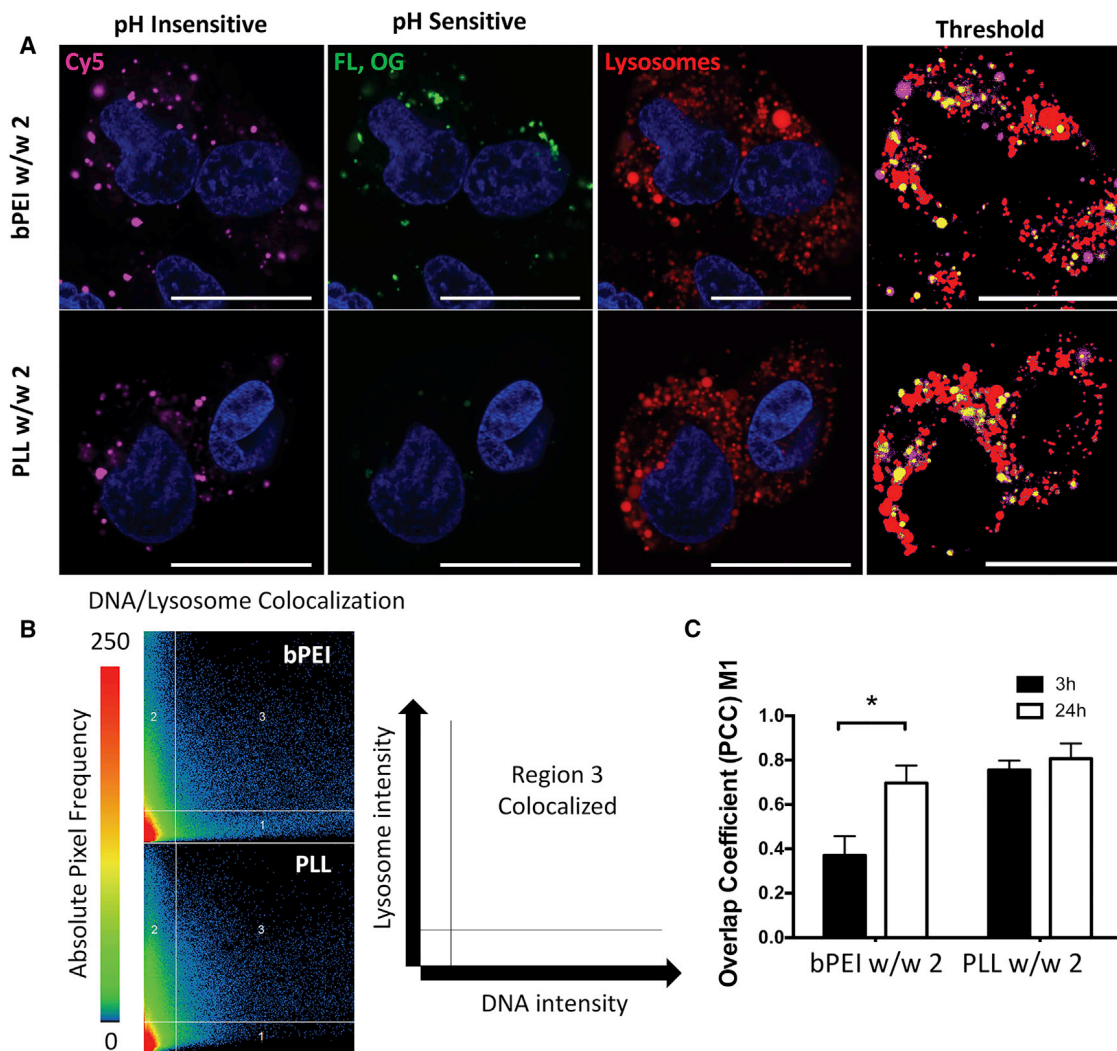 pH Insensitive
pH Sensitive
Threshold
A
Cy5
FL, OG
Lysosomes
bPEI w/w 2
PLL w/w 2
DNA/Lysosome Colocalization
B
250
Absolute Pixel Frequency
0
bPEI
2
3
1
PLL
2
3
1
Lysosome intensity
Region 3
Colocalized
DNA intensity
C
3h
24h
*
Overlap Coefficient (PCC) M1
1.0
0.8
0.6
0.4
0.2
0.0
bPEI w/w 2
PLL w/w 2